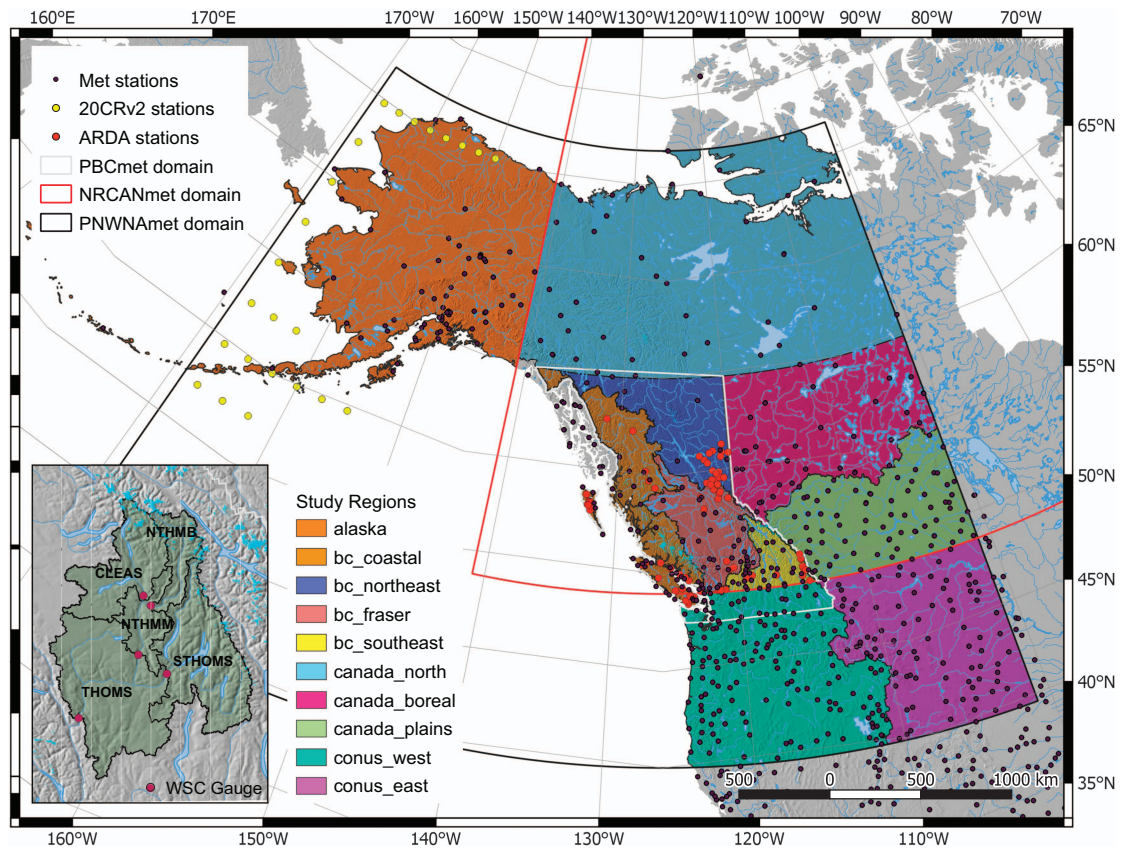 160°E 170°E 170°W 160°W 150°W 140°W 130°W 120°W 110°W 100°W 90°W 80°W 70°W
Met stations
20CRv2 stations
ARDA stations
PBCmet domain
NRCANmet domain
PNWNAmet domain
65°N
60°N
55°N
50°N
45°N
40°N
35°N
NTHMB
CLEAS
NTHMM
STHOMS
THOMS
WSC Gauge
Study Regions
alaska
bc_coastal
bc_northeast
bc_fraser
bc_southeast
canada_north
canada_boreal
canada_plains
conus_west
conus_east
500 0 500 1000 km
160°W 150°W 140°W 130°W 120°W 110°W